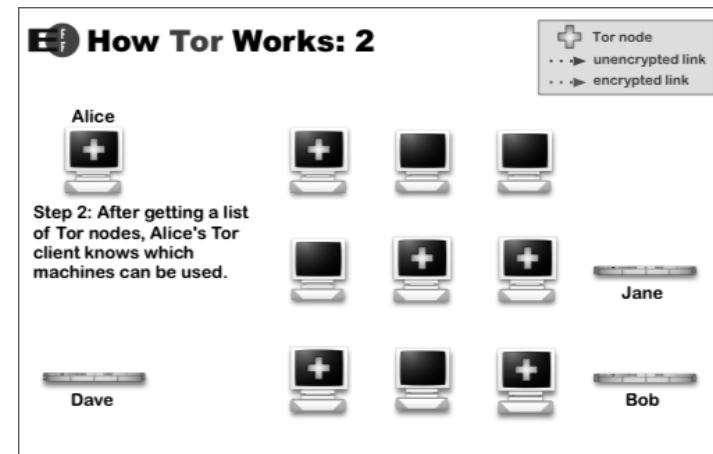 EFF How Tor Works: 2
Tor node
unencrypted link
encrypted link
Alice
Step 2: After getting a list
of Tor nodes, Alice's Tor
client knows which
machines can be used.
Jane
Dave
Bob